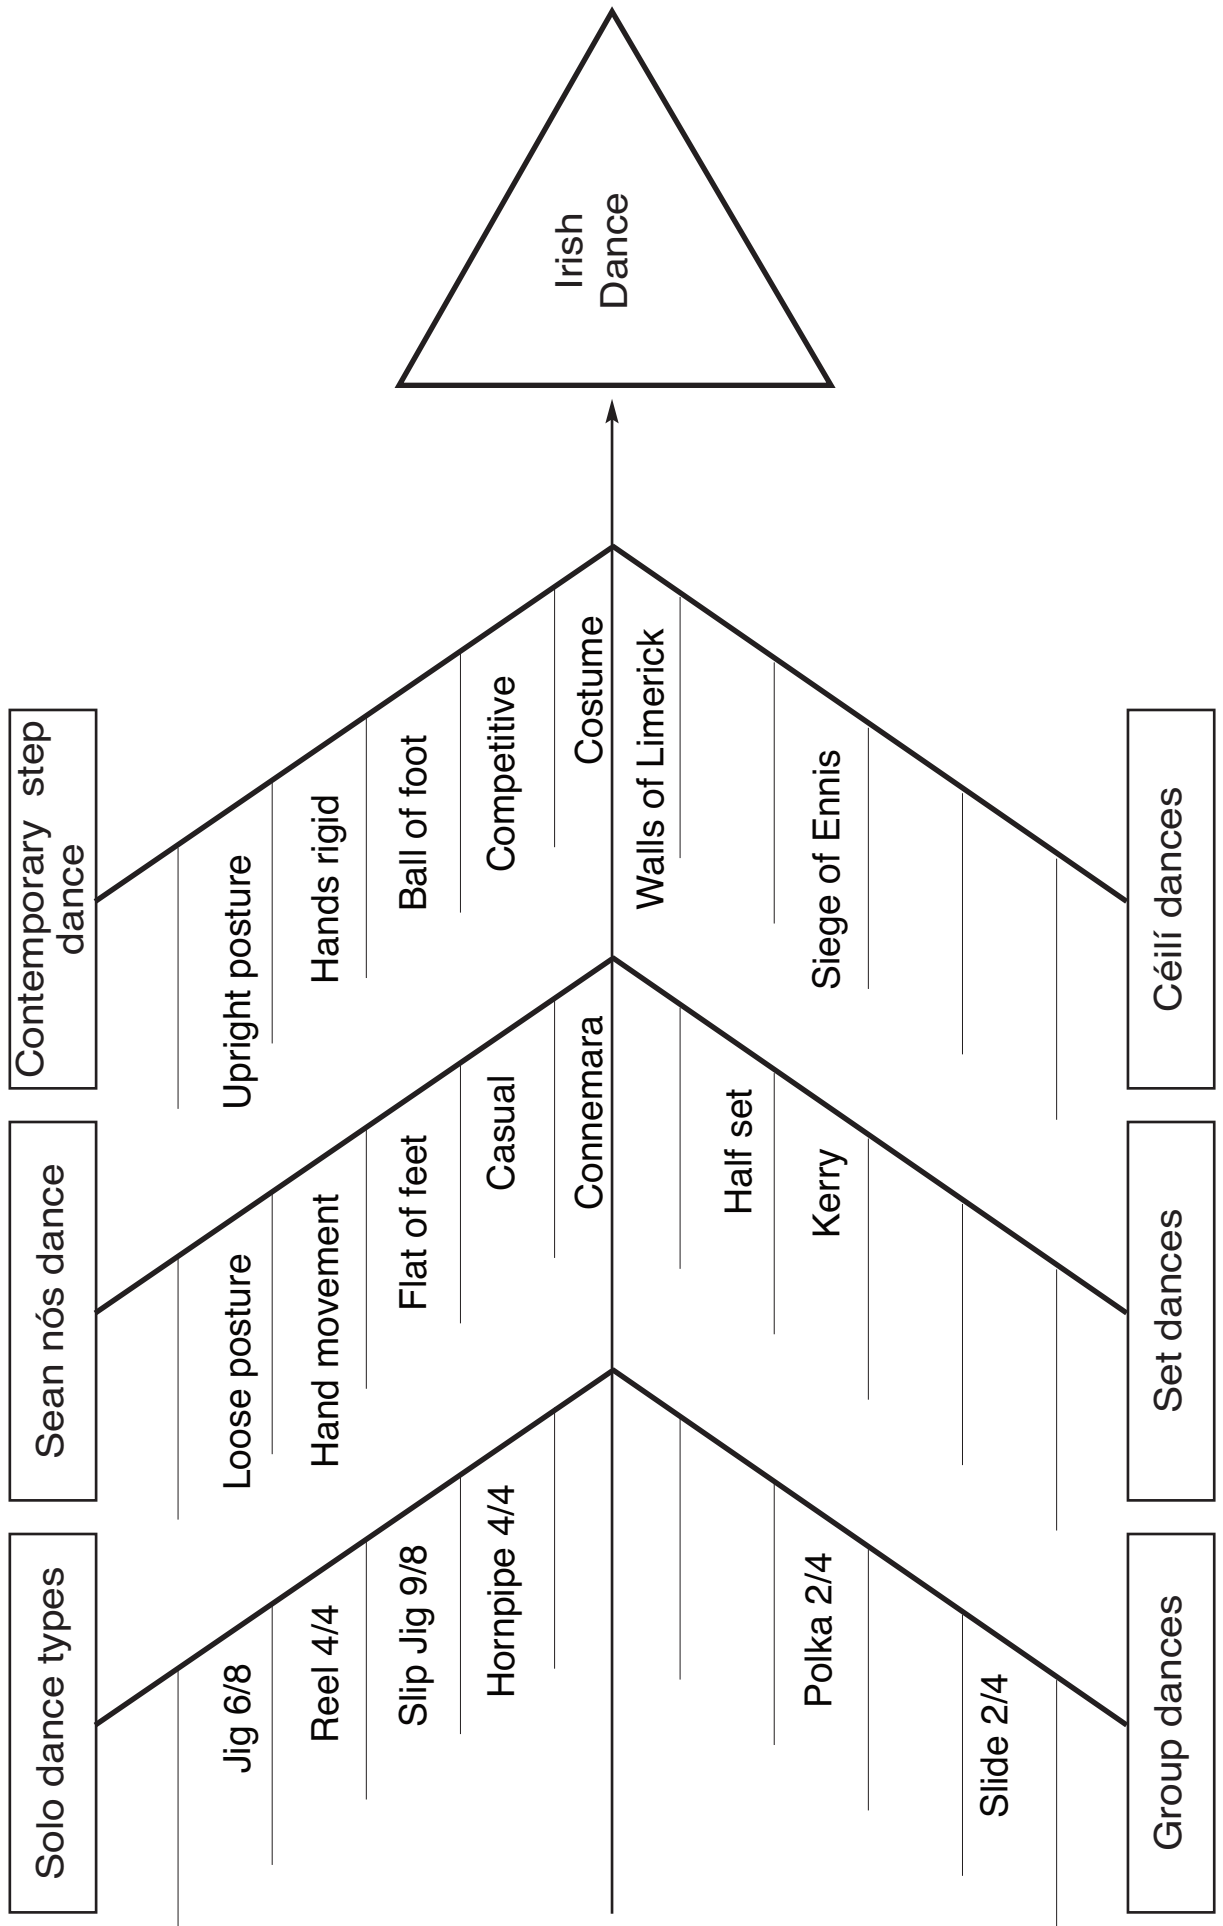 Solo dance types
Jig 6/8
Reel 4/4
Slip Jig 9/8
Hornpipe 4/4
Sean nós dance
Loose posture
Hand movement
Flat of feet
Casual
Connemara
Contemporary step
dance
Upright posture
Hands rigid
Ball of foot
Competitive
Costume
Irish
Dance
Polka 2/4
Slide 2/4
Group dances
Half set
Kerry
Set dances
Walls of Limerick
Siege of Ennis
Céilí dances